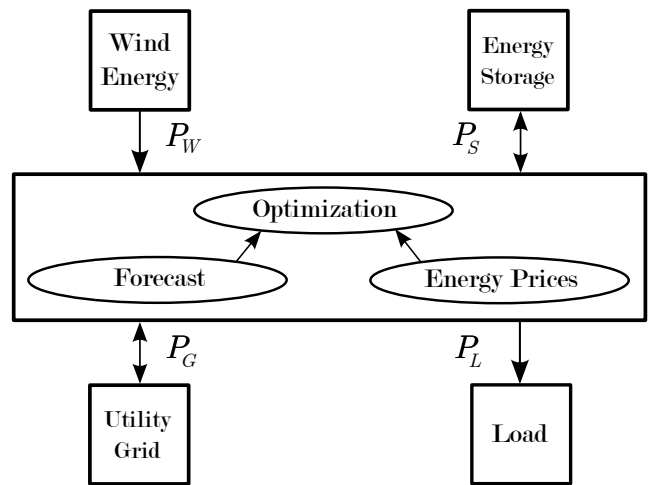 Wind
Energy
Energy
Storage
P_W
P_S
Optimization
Forecast
Energy Prices
P_G
P_L
Utility
Grid
Load